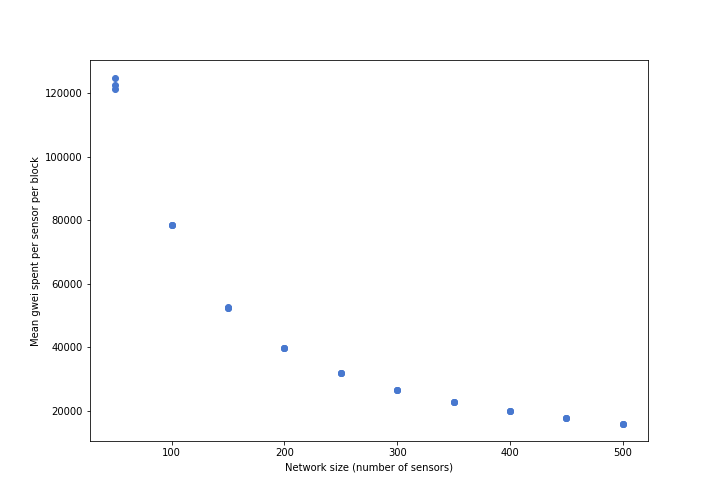 120000
100000
80000
60000
40000
20000
Mean gwei spent per sensor per block
100 200 300 400 500
Network size (number of sensors)